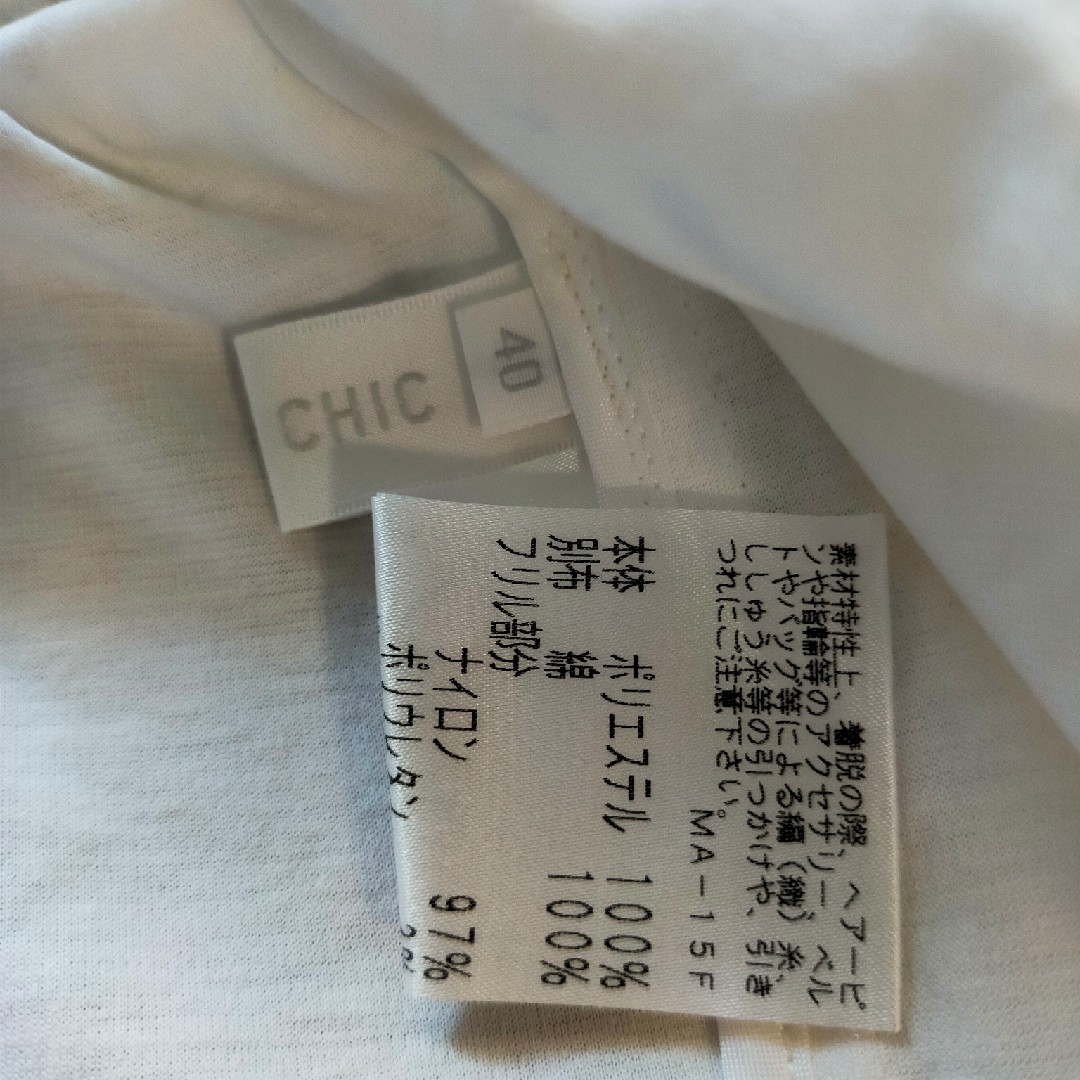 CHIC
40
素材特性上、着脱の際、ヘアーピ
ンや指輪等のアクセサリー、ベル
トやバッグ等による編(織)糸、
ししゅう糸等の引つかけや、引き
つれにご注意下さい。
MA-15F
本体 ポリエステル 100%
別布 綿 100%
フリル部分
ナイロン 97%
ポリウレタン